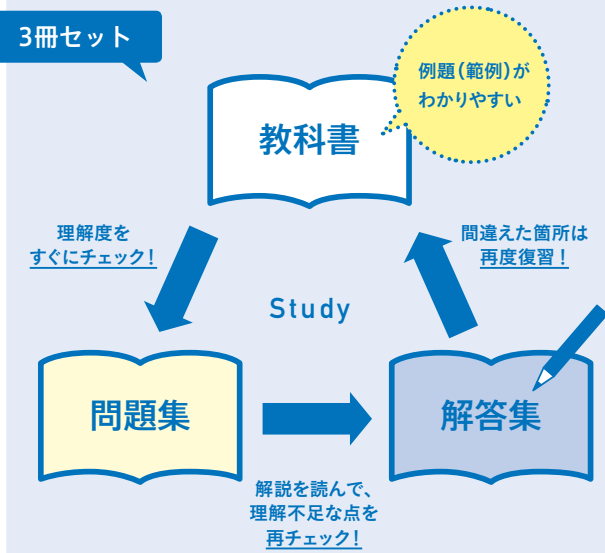 3冊セット
例題(範例)が
わかりやすい
教科書
理解度を
すぐにチェック!
間違えた箇所は
再度復習!
Study
問題集
解答集
解説を読んで、
理解不足な点を
再チェック!